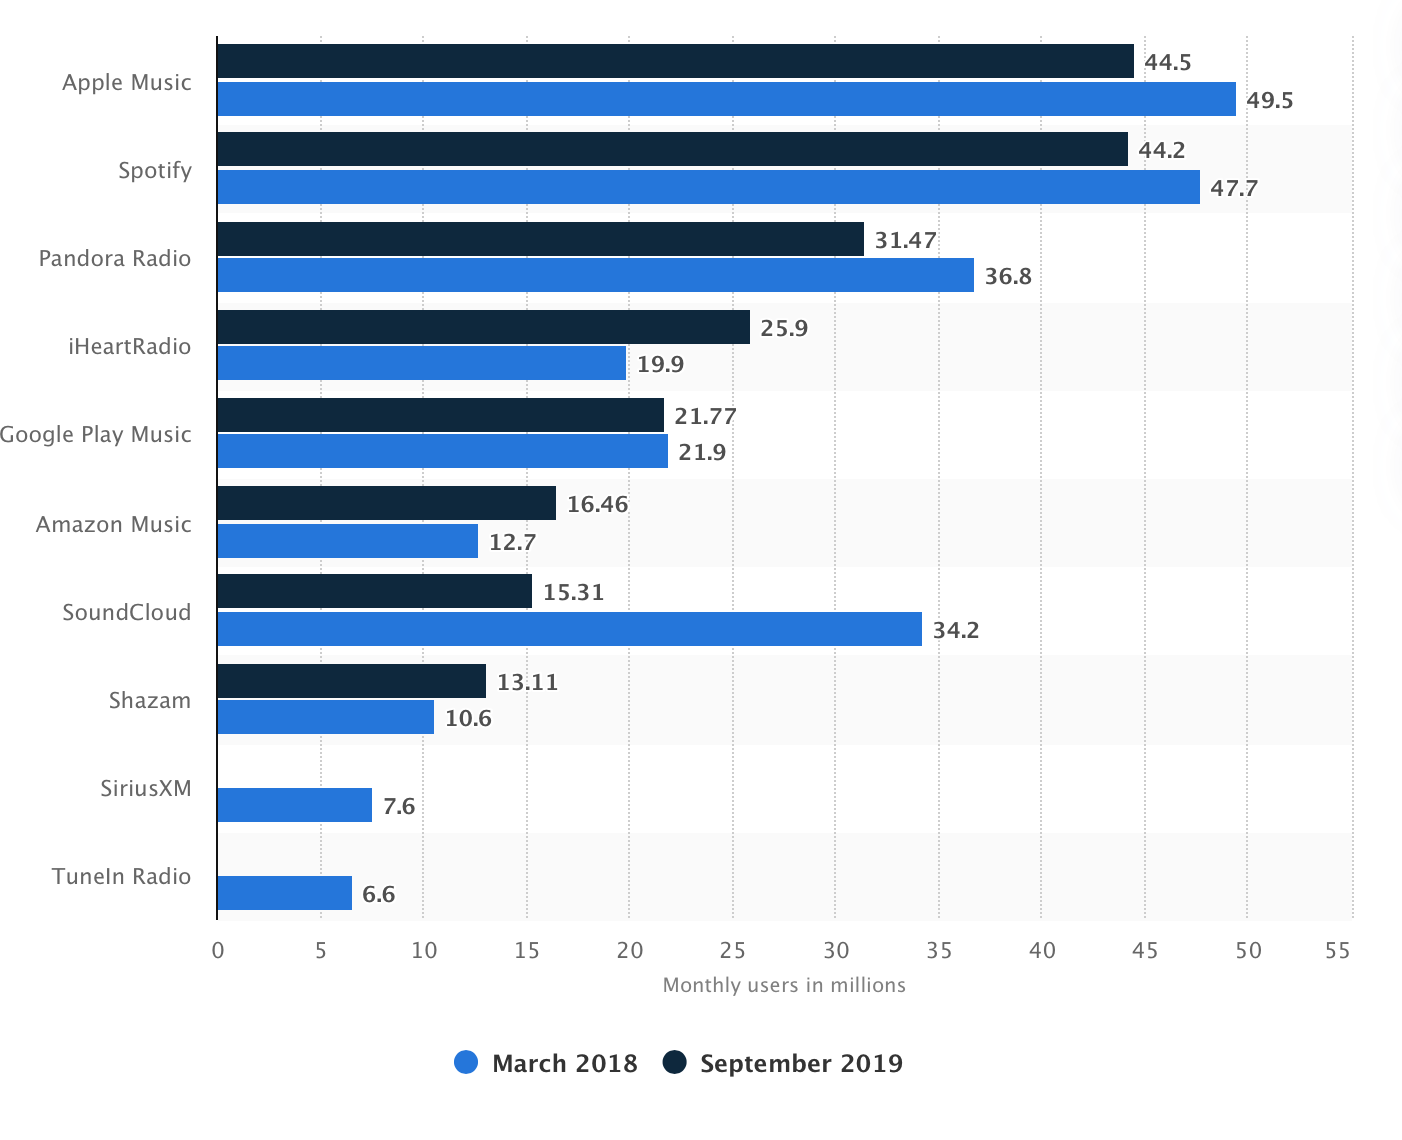 Apple Music
44.5
49.5
Spotify
44.2
47.7
Pandora Radio
31.47
36.8
iHeartRadio
25.9
19.9
Google Play Music
21.77
21.9
Amazon Music
16.46
12.7
SoundCloud
15.31
34.2
Shazam
13.11
10.6
SiriusXM
7.6
TuneIn Radio
6.6
0 5 10 15 20 25 30 35 40 45 50 55
Monthly users in millions
March 2018 September 2019